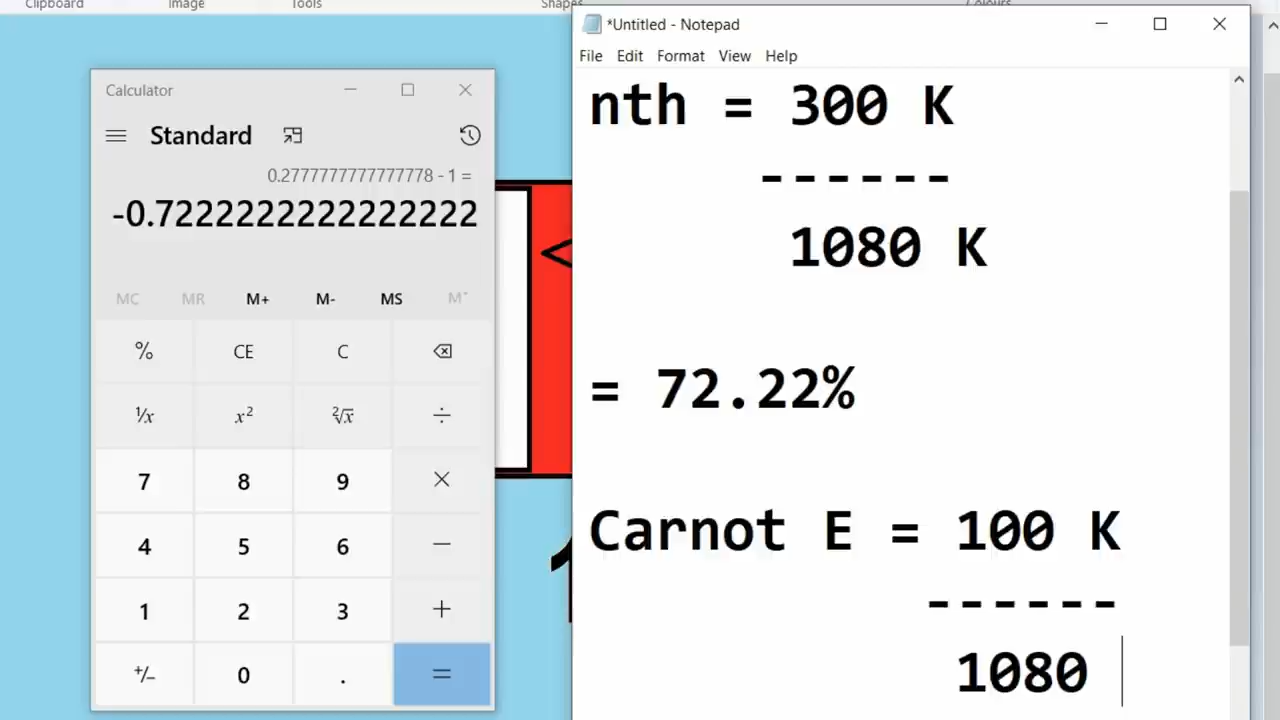 Clipboard
Image
Tools
Shapes
Colours
Calculator
Standard
0.2777777777777778 - 1 =
-0.7222222222222222
MC MR M+ M- MS M˅
% CE C
¹/x x² ²√x ÷
7 8 9 ×
4 5 6 −
1 2 3 +
+/- 0 . =
*Untitled - Notepad
File Edit Format View Help
nth = 300 K
------
1080 K
= 72.22%
Carnot E = 100 K
------
1080